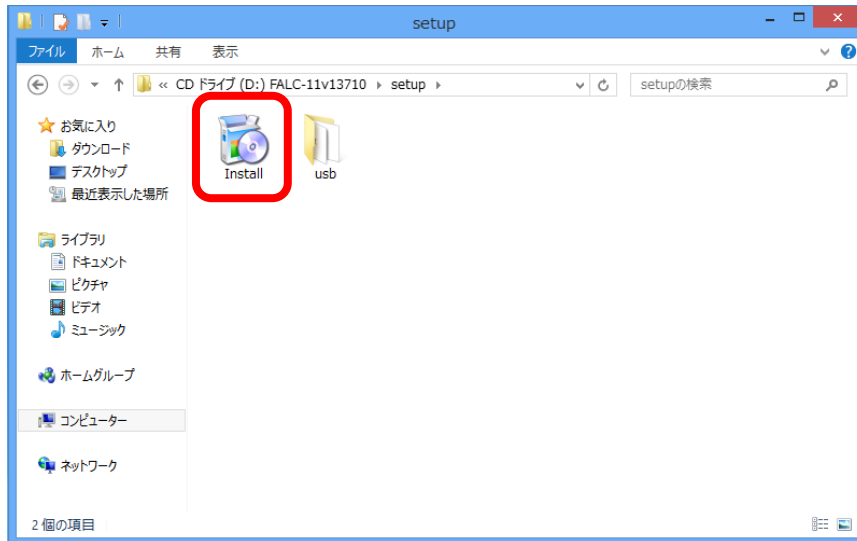 setup
ファイル ホーム 共有 表示
« CD ドライブ (D:) FALC-11v13710 setup setupの検索
お気に入り
ダウンロード
デスクトップ
最近表示した場所
Install usb
ライブラリ
ドキュメント
ピクチャ
ビデオ
ミュージック
ホームグループ
コンピューター
ネットワーク
2 個の項目